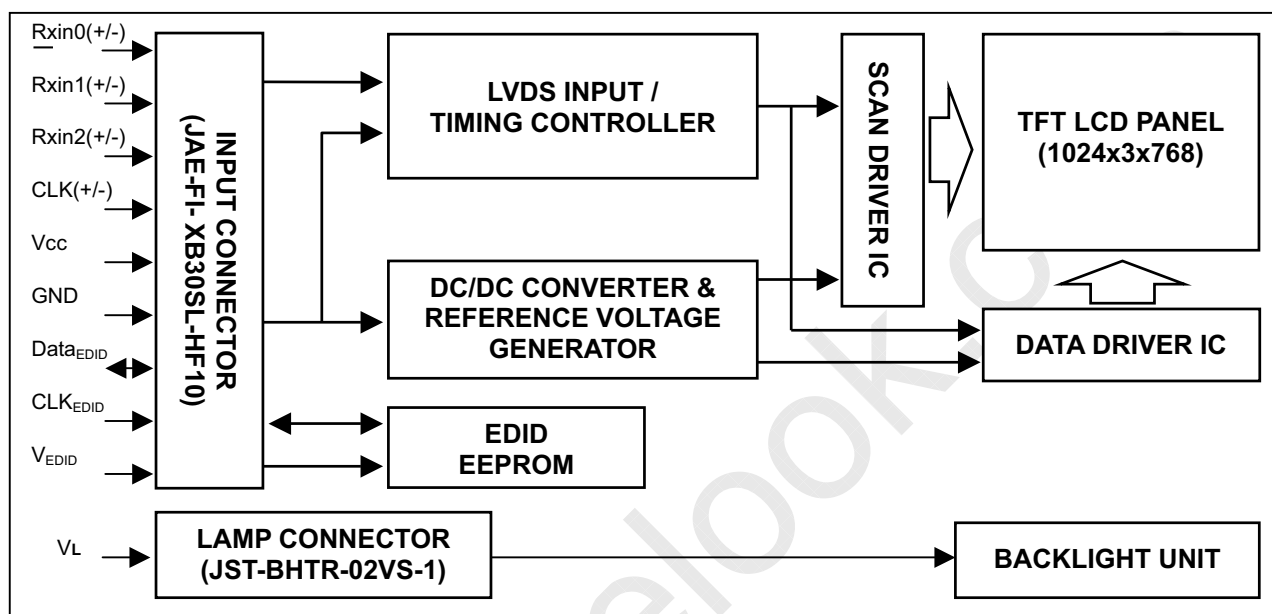 Rxin0(+/-)
Rxin1(+/-)
Rxin2(+/-)
CLK(+/-)
Vcc
GND
DataEDID
CLKEDID
VEDID
VL
INPUT CONNECTOR
(JAE-FI- XB30SL-HF10)
LVDS INPUT /
TIMING CONTROLLER
DC/DC CONVERTER &
REFERENCE VOLTAGE
GENERATOR
EDID
EEPROM
SCAN DRIVER IC
TFT LCD PANEL
(1024x3x768)
DATA DRIVER IC
LAMP CONNECTOR
(JST-BHTR-02VS-1)
BACKLIGHT UNIT
elook.c